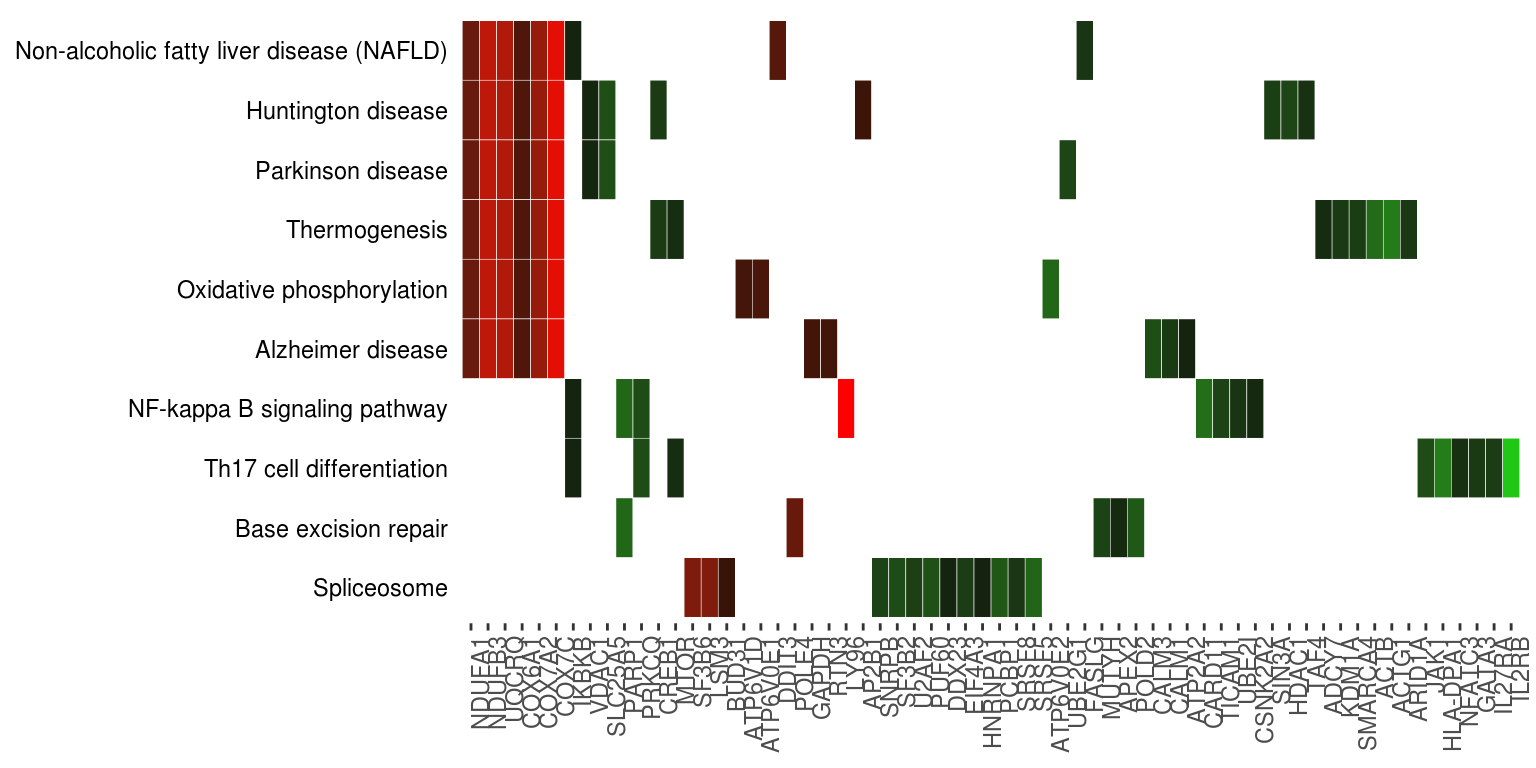 Non-alcoholic fatty liver disease (NAFLD)
Huntington disease
Parkinson disease
Thermogenesis
Oxidative phosphorylation
Alzheimer disease
NF-kappa B signaling pathway
Th17 cell differentiation
Base excision repair
Spliceosome
NDUFA1
NDUFB3
UQCRQ
COX6A1
COX7A2
COX7C
IKBKB
VDAC1
SLC25A5
PARP1
PRKCQ
CREB1
MTOR
SF3B6
LSM3
BUD31
ATP6V1D
ATP6V0E1
DDIT3
POLE4
GAPDH
RTN3
LY96
AP2B1
SNRPB
SF3B2
U2AF2
PUF60
DDX23
EIF4A3
HNRNPA1
PCBP1
SRSF9
SRSF5
ATP6V0E2
UBE2G1
FASLG
MUTYH
APEX2
POLD2
CALM3
CALM1
ATP2A2
CARD11
TICAM1
UBE2I
CSNK2A2
SIN3A
HDAC1
TAF4
ADCY7
KDM1A
SMARCA4
ACTB
ACTG1
ARID1A
JAK1
HLA-DPA1
NFATC3
GATA3
IL27RA
IL2RB